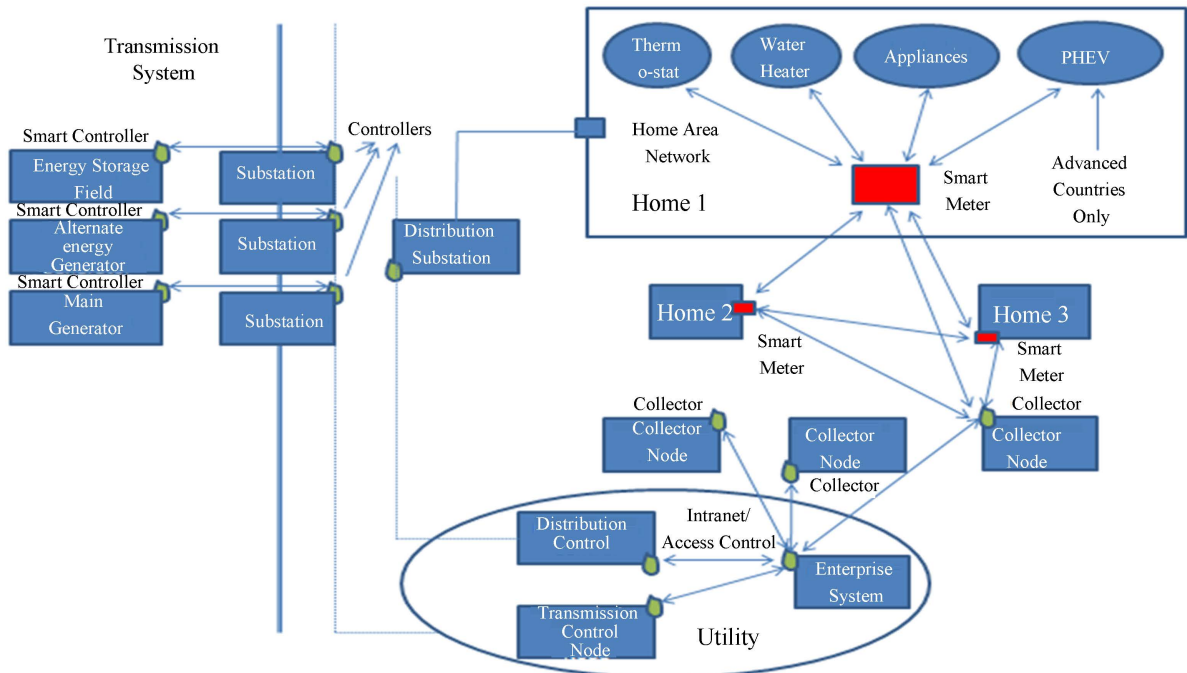 Transmission
System
Smart Controller
Energy Storage
Field
Smart Controller
Alternate
energy
Generator
Smart Controller
Main
Generator
Substation
Substation
Substation
Controllers
Distribution
Substation
Therm
o-stat
Water
Heater
Appliances
PHEV
Home Area
Network
Home 1
Smart
Meter
Advanced
Countries
Only
Home 2
Smart
Meter
Home 3
Smart
Meter
Collector
Collector
Node
Collector
Node
Collector
Collector
Collector
Node
Distribution
Control
Intranet/
Access Control
Enterprise
System
Transmission
Control
Node
Utility